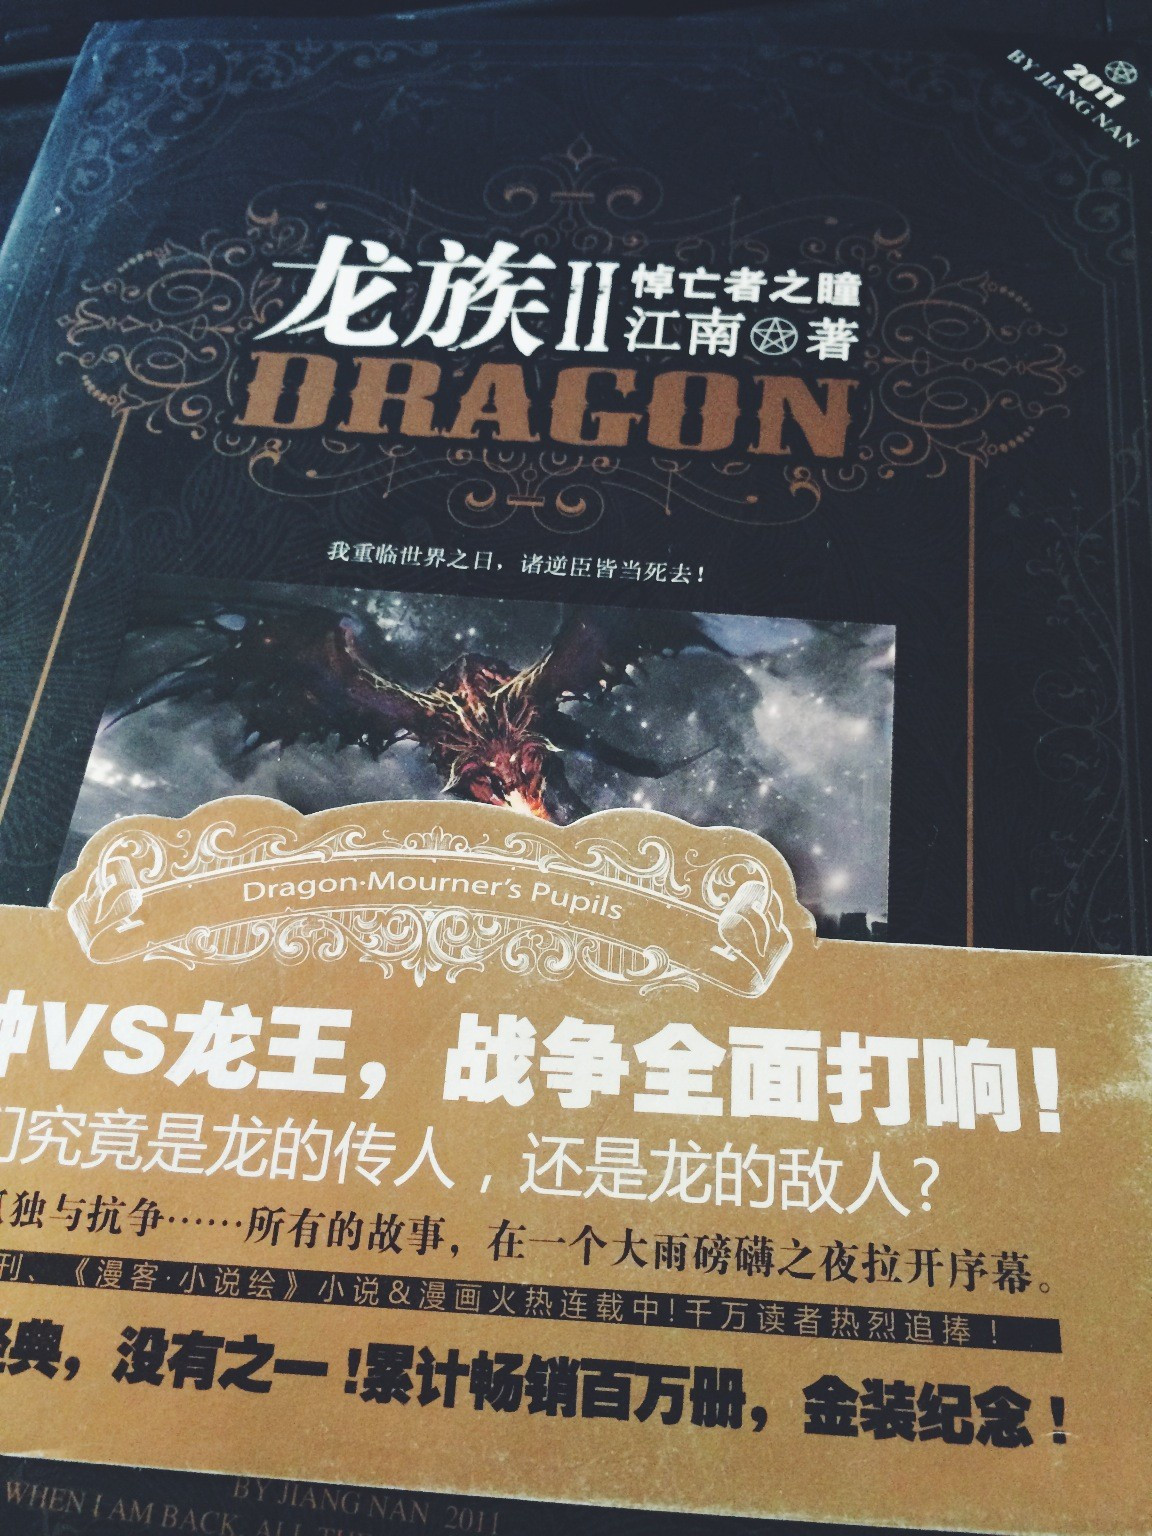 2011
BY JIANG NAN
龙族II 悼亡者之瞳
江南 著
DRAGON
我重临世界之日，诸逆臣皆当死去！
Dragon·Mourner's Pupils
VS龙王，战争全面打响！
究竟是龙的传人，还是龙的敌人？
独与抗争……所有的故事，在一个大雨磅礴之夜拉开序幕。
刊、《漫客·小说绘》小说&漫画火热连载中!千万读者热烈追捧！
典，没有之一!累计畅销百万册，金装纪念！
BY JIANG NAN 2011
WHEN I AM BACK, ALL